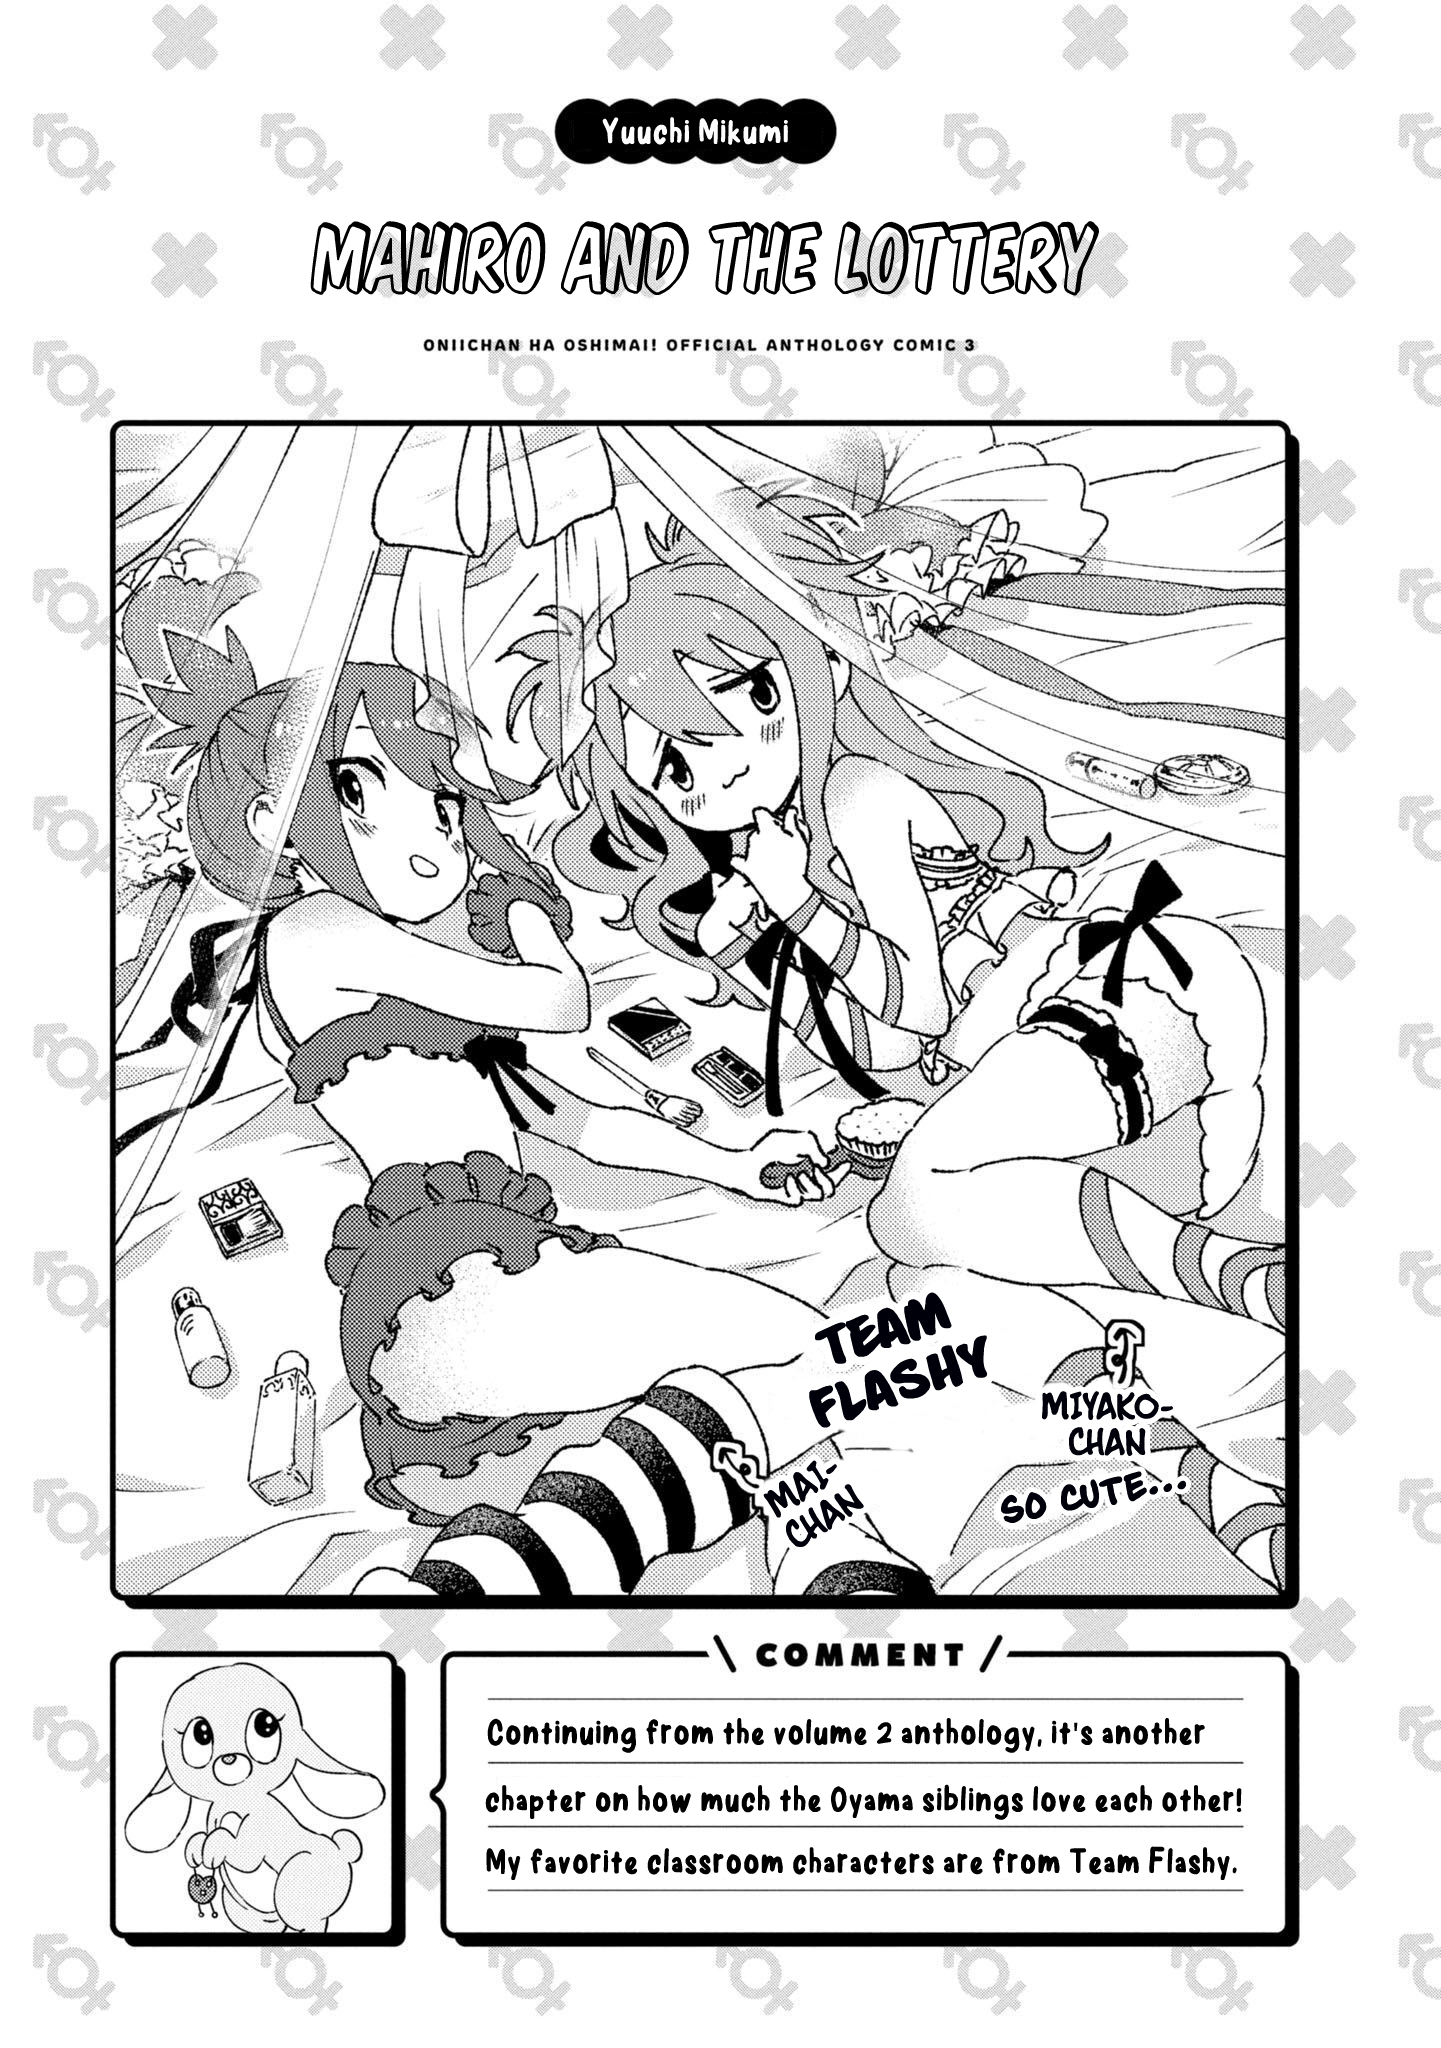 Yuuchi Mikumi
MAHIRO AND THE LOTTERY
ONIICHAN HA OSHIMAI! OFFICIAL ANTHOLOGY COMIC 3
TEAM
FLASHY
MIYAKO-
CHAN
SO CUTE...
MAI-
CHAN
COMMENT
Continuing from the volume 2 anthology, it's another
chapter on how much the Oyama siblings love each other!
My favorite classroom characters are from Team Flashy.